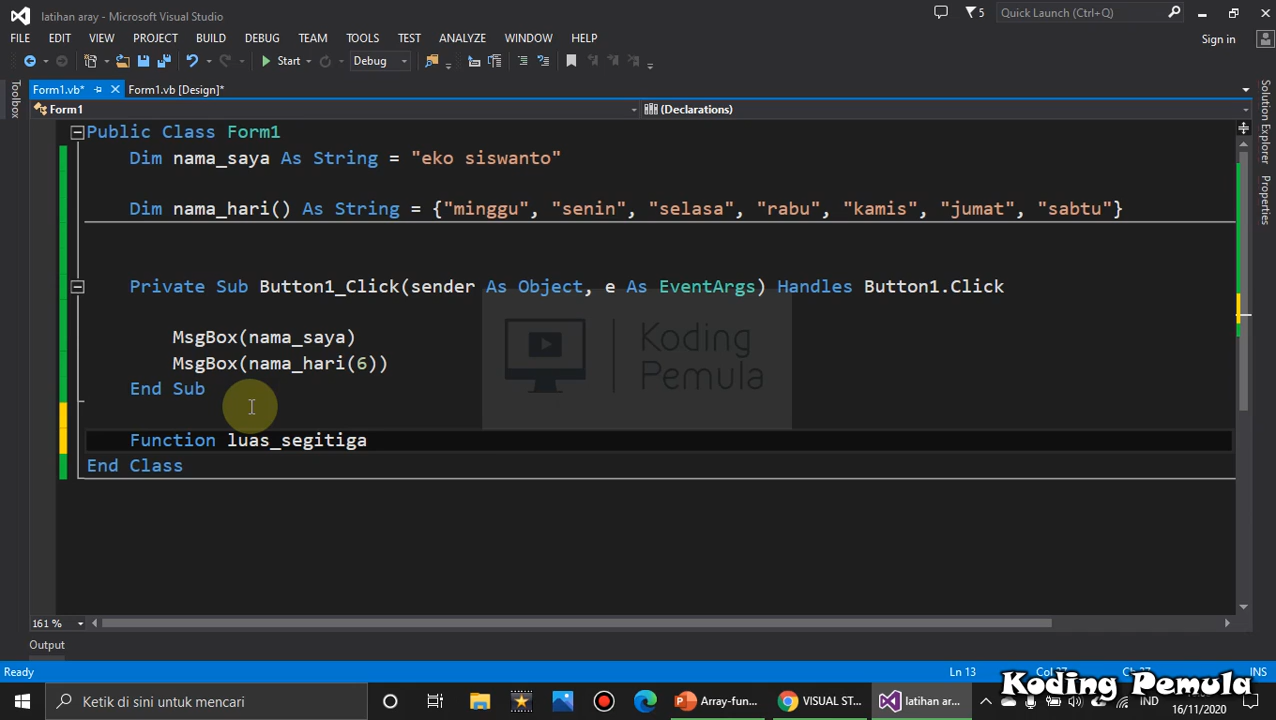 latihan aray - Microsoft Visual Studio
5
Quick Launch (Ctrl+Q)
FILE EDIT VIEW PROJECT BUILD DEBUG TEAM TOOLS TEST ANALYZE WINDOW HELP
Sign in
Start
Debug
Form1.vb*
Form1.vb [Design]*
Toolbox
Form1
(Declarations)
Solution Explorer
Properties
Public Class Form1
Dim nama_saya As String = "eko siswanto"
Dim nama_hari() As String = {"minggu", "senin", "selasa", "rabu", "kamis", "jumat", "sabtu"}
Private Sub Button1_Click(sender As Object, e As EventArgs) Handles Button1.Click
MsgBox(nama_saya)
MsgBox(nama_hari(6))
End Sub
Function luas_segitiga
End Class
Koding
Pemula
161 %
Output
Ready
Ln 13
INS
Koding Pemula
Ketik di sini untuk mencari
Array-fun...
VISUAL ST...
latihan ar...
IND
16/11/2020